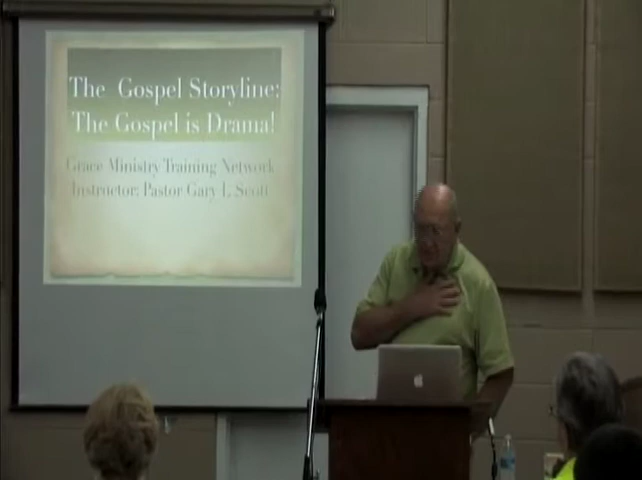 The Gospel Storyline:
The Gospel is Drama!
Grace Ministry Training Network
Instructor: Pastor Gary L Scott